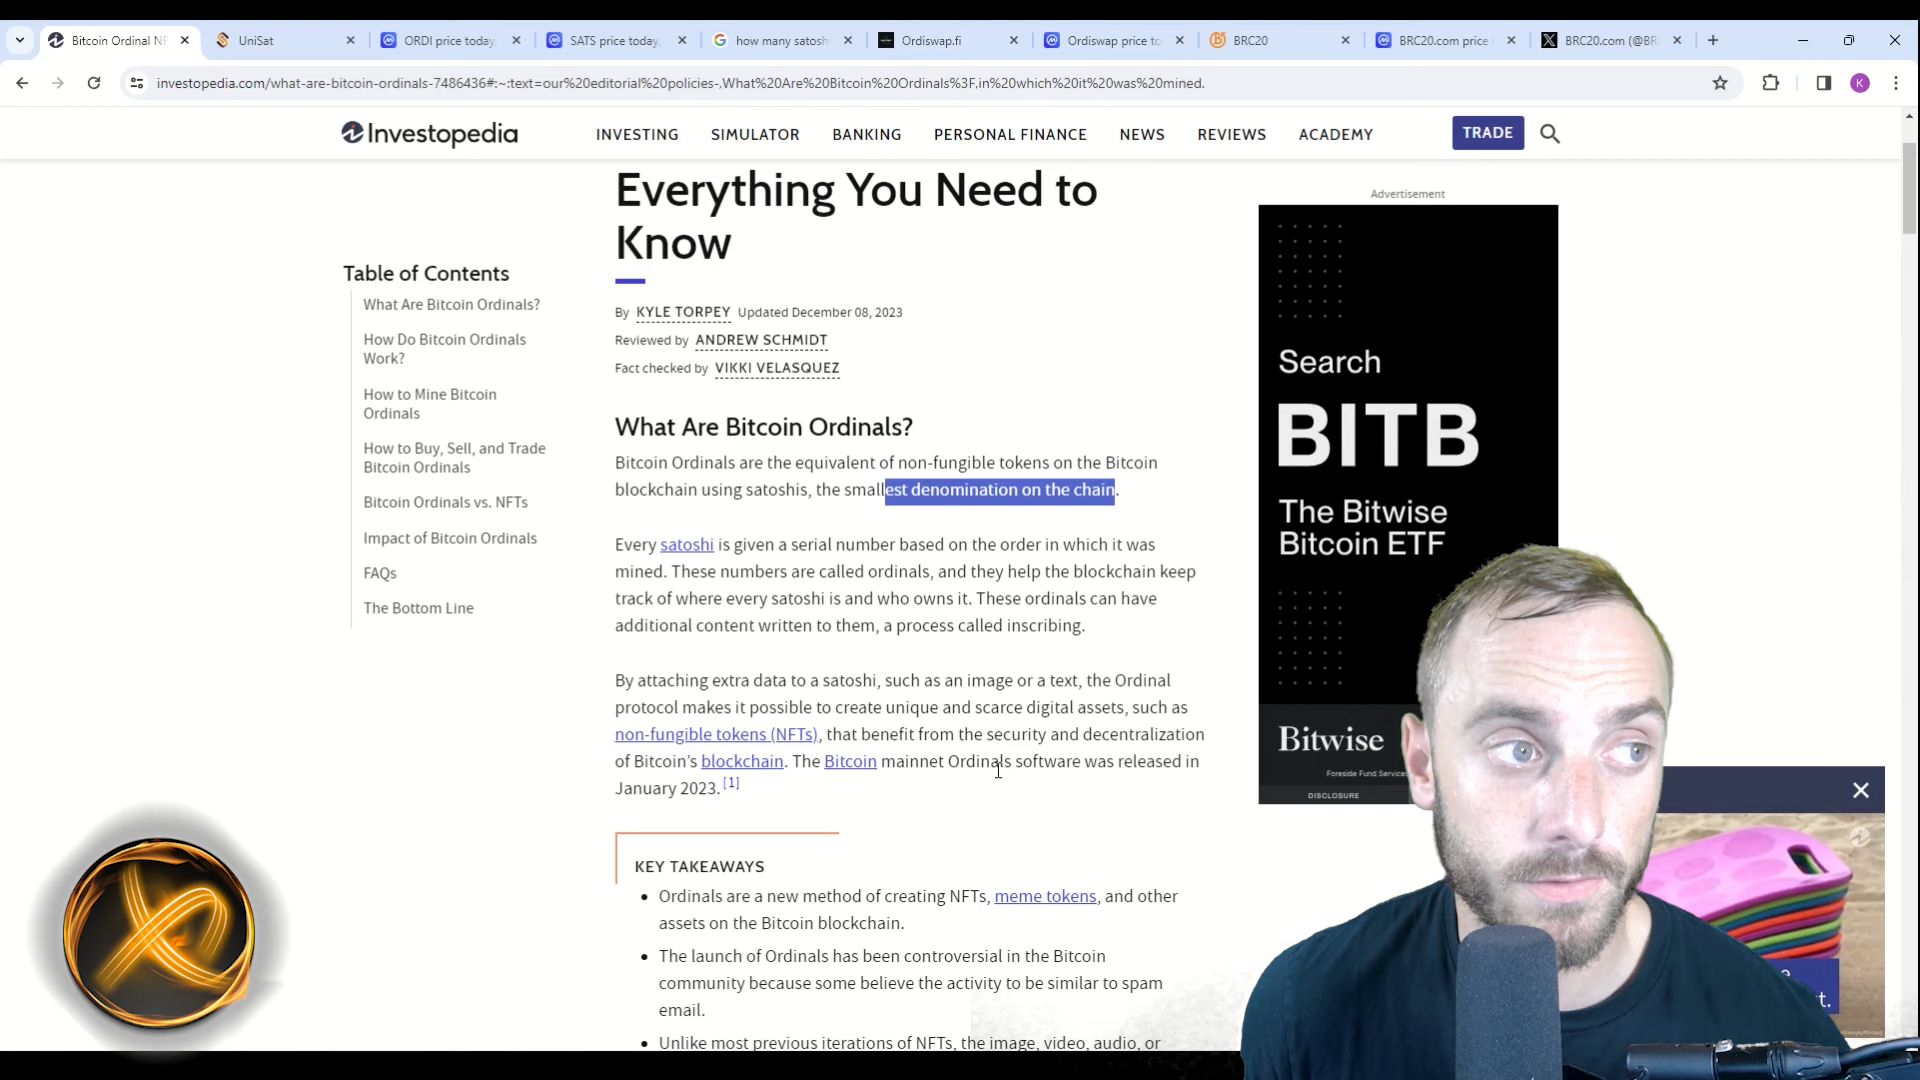 Bitcoin Ordinal NF
UniSat
ORDI price today,
SATS price today,
how many satosh
Ordiswap.fi
Ordiswap price to
BRC20
BRC20.com price
BRC20.com (@BR
investopedia.com/what-are-bitcoin-ordinals-7486436#:~:text=our%20editorial%20policies-,What%20Are%20Bitcoin%20Ordinals%3F,in%20which%20it%20was%20mined.
K
Investopedia
INVESTING
SIMULATOR
BANKING
PERSONAL FINANCE
NEWS
REVIEWS
ACADEMY
TRADE
Everything You Need to
Know
Table of Contents
What Are Bitcoin Ordinals?
How Do Bitcoin Ordinals
Work?
How to Mine Bitcoin
Ordinals
How to Buy, Sell, and Trade
Bitcoin Ordinals
Bitcoin Ordinals vs. NFTs
Impact of Bitcoin Ordinals
FAQs
The Bottom Line
By KYLE TORPEY Updated December 08, 2023
Reviewed by ANDREW SCHMIDT
Fact checked by VIKKI VELASQUEZ
What Are Bitcoin Ordinals?
Bitcoin Ordinals are the equivalent of non-fungible tokens on the Bitcoin
blockchain using satoshis, the smallest denomination on the chain.
Every satoshi is given a serial number based on the order in which it was
mined. These numbers are called ordinals, and they help the blockchain keep
track of where every satoshi is and who owns it. These ordinals can have
additional content written to them, a process called inscribing.
By attaching extra data to a satoshi, such as an image or a text, the Ordinal
protocol makes it possible to create unique and scarce digital assets, such as
non-fungible tokens (NFTs), that benefit from the security and decentralization
of Bitcoin’s blockchain. The Bitcoin mainnet Ordinals software was released in
January 2023. [1]
KEY TAKEAWAYS
Ordinals are a new method of creating NFTs, meme tokens, and other
assets on the Bitcoin blockchain.
The launch of Ordinals has been controversial in the Bitcoin
community because some believe the activity to be similar to spam
email.
Unlike most previous iterations of NFTs, the image, video, audio, or
Advertisement
Search
BITB
The Bitwise
Bitcoin ETF
Bitwise
Foreside Fund Services
DISCLOSURE
t.